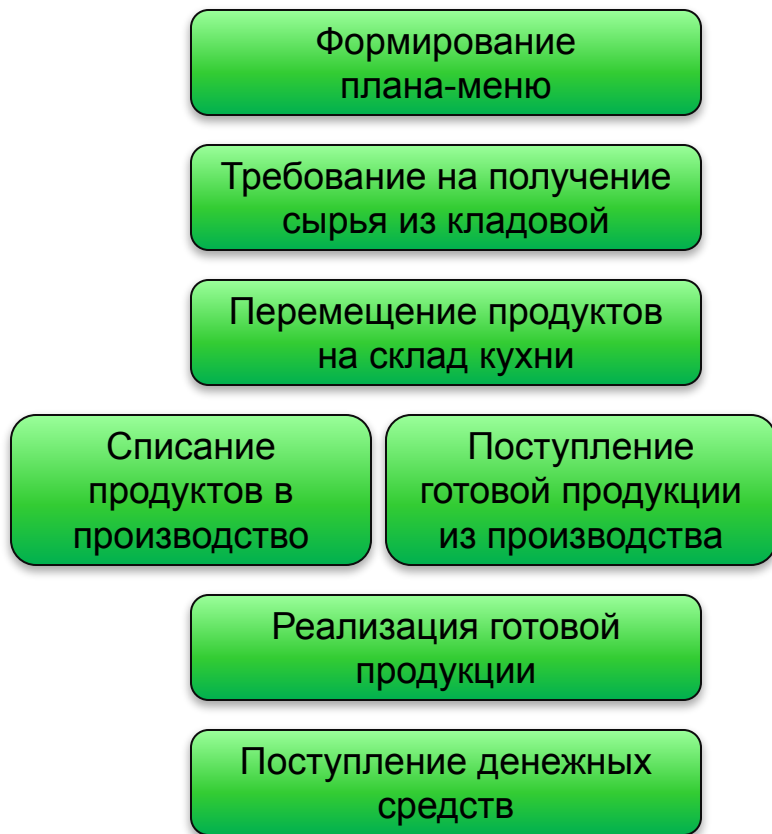 Формирование
плана-меню
Требование на получение
сырья из кладовой
Перемещение продуктов
на склад кухни
Списание
продуктов в
производство
Поступление
готовой продукции
из производства
Реализация готовой
продукции
Поступление денежных
средств